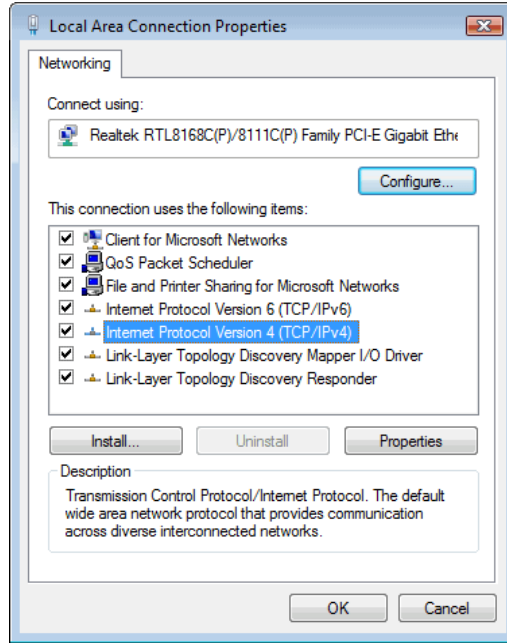 Local Area Connection Properties
Networking
Connect using:
Realtek RTL8168C(P)/8111C(P) Family PCI-E Gigabit Ethe
Configure...
This connection uses the following items:
Client for Microsoft Networks
QoS Packet Scheduler
File and Printer Sharing for Microsoft Networks
Internet Protocol Version 6 (TCP/IPv6)
Internet Protocol Version 4 (TCP/IPv4)
Link-Layer Topology Discovery Mapper I/O Driver
Link-Layer Topology Discovery Responder
Install... Uninstall Properties
Description
Transmission Control Protocol/Internet Protocol. The default
wide area network protocol that provides communication
across diverse interconnected networks.
OK Cancel